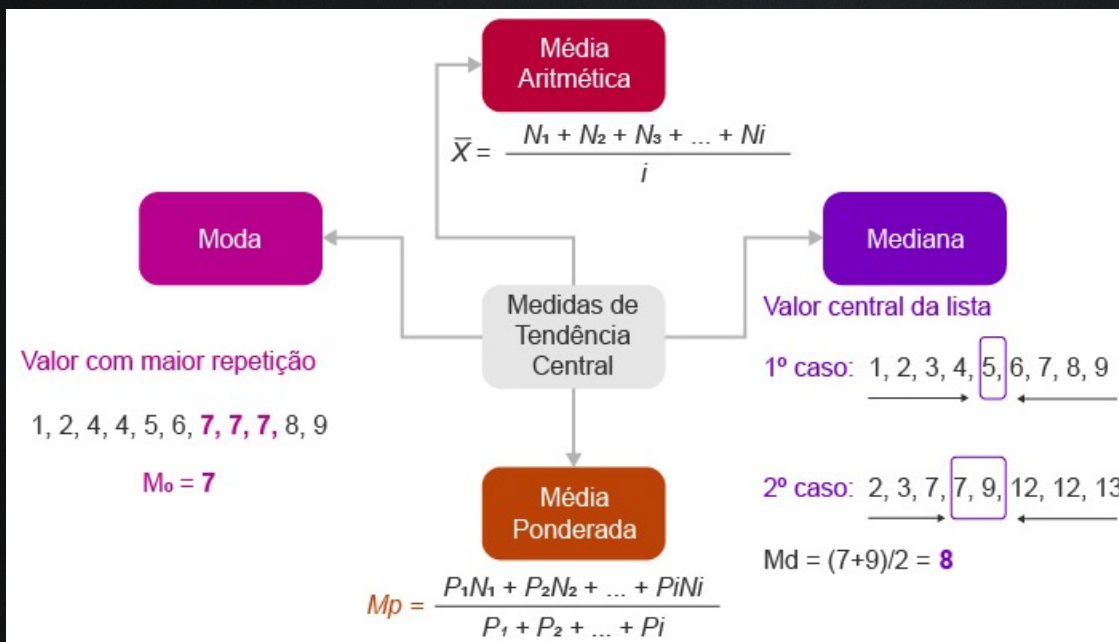 Média
Aritmética
X̅ = N₁ + N₂ + N₃ + ... + Ni
i
Moda
Valor com maior repetição
1, 2, 4, 4, 5, 6, 7, 7, 7, 8, 9
Mₒ = 7
Medidas de
Tendência
Central
Mediana
Valor central da lista
1º caso: 1, 2, 3, 4, 5, 6, 7, 8, 9
2º caso: 2, 3, 7, 7, 9, 12, 12, 13
Md = (7+9)/2 = 8
Média
Ponderada
Mp = P₁N₁ + P₂N₂ + ... + PiNi
P₁ + P₂ + ... + Pi